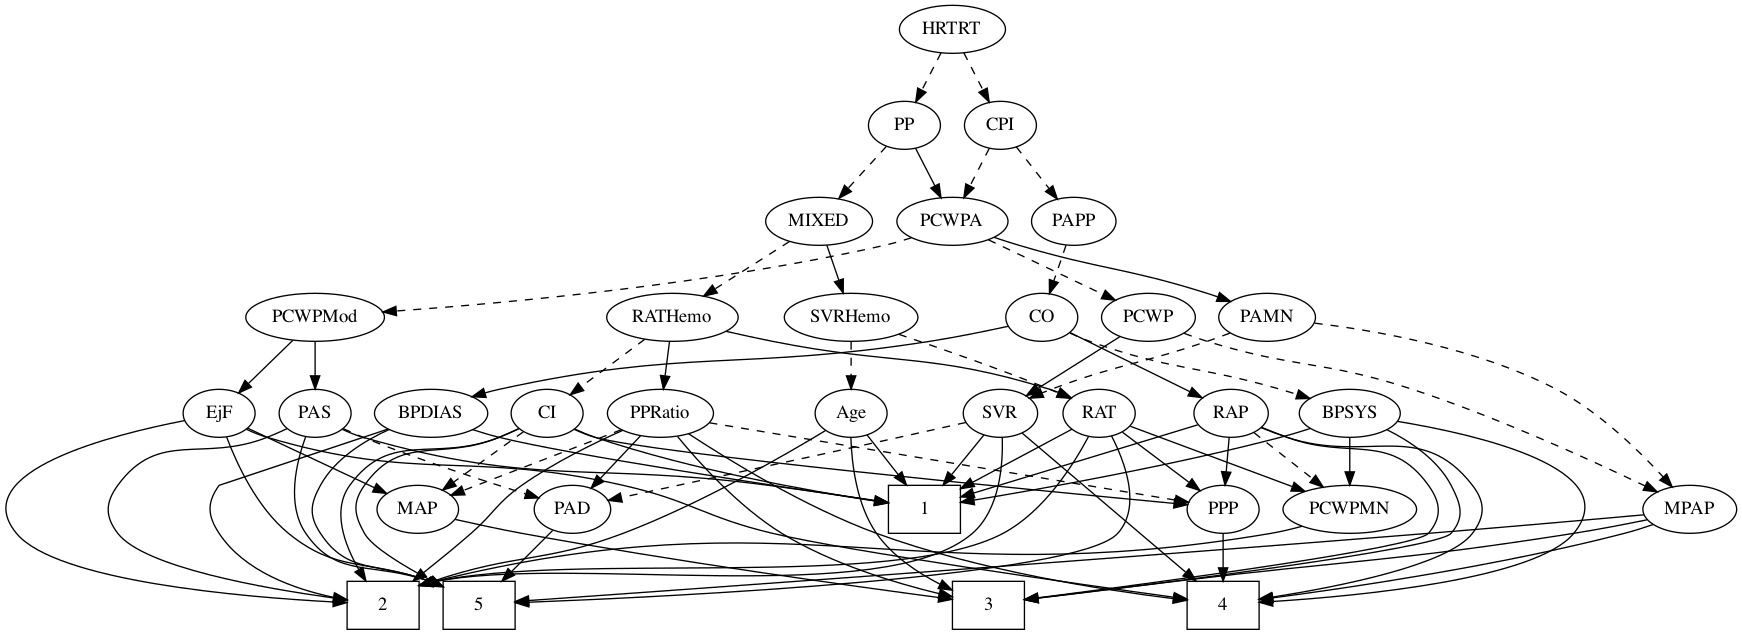 HRTRT
PP CPI
MIXED PCWPA PAPP
PCWPMod RATHemo SVRHemo CO PCWP PAMN
EjF PAS BPDIAS CI PPRatio Age SVR RAT RAP BPSYS
MAP PAD 1 PPP PCWPMN MPAP
2 5 3 4